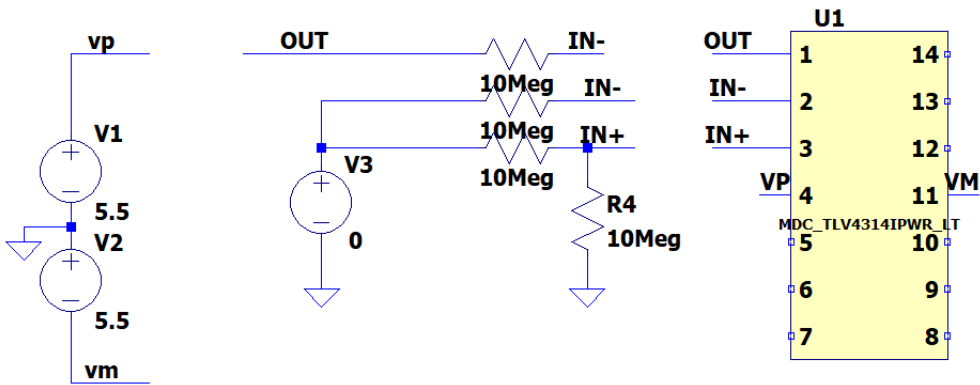 vp
V1
5.5
V2
5.5
vm
OUT
IN-
10Meg
IN-
10Meg
IN+
10Meg
V3
0
R4
10Meg
U1
OUT
1
14
IN-
2
13
IN+
3
12
VP
4
11
VM
MDC_TLV4314IPWR_LT
5
10
6
9
7
8